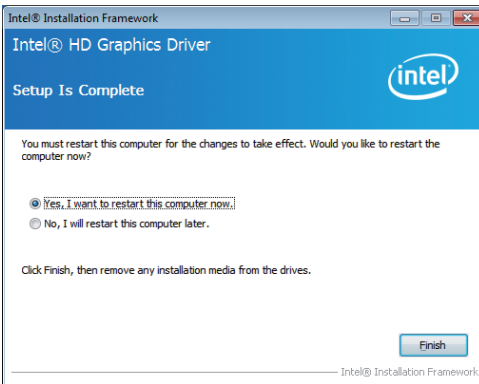 Intel® Installation Framework
Intel® HD Graphics Driver
Setup Is Complete
intel
You must restart this computer for the changes to take effect. Would you like to restart the
computer now?
Yes, I want to restart this computer now.
No, I will restart this computer later.
Click Finish, then remove any installation media from the drives.
Finish
Intel® Installation Framework